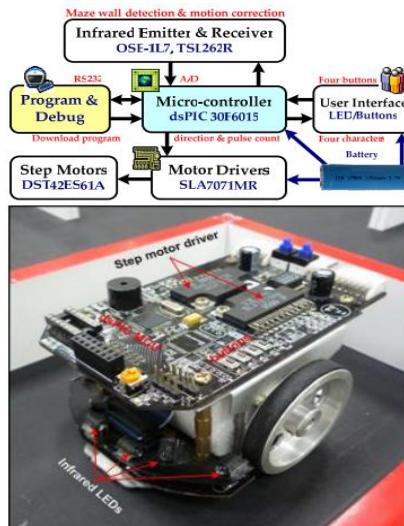 Maze wall detection & motion correction
Infrared Emitter & Receiver
OSE-1L7, TSL262R
RS232
A/D
Four buttons
Program & Debug
Micro-controller
dsPIC 30F6015
User Interface
LED/Buttons
Download program
direction & pulse count
Four characters
Battery
Step Motors
DST42ES61A
Motor Drivers
SLA7071MR
Step motor driver
Buttons
Infrared LEDs